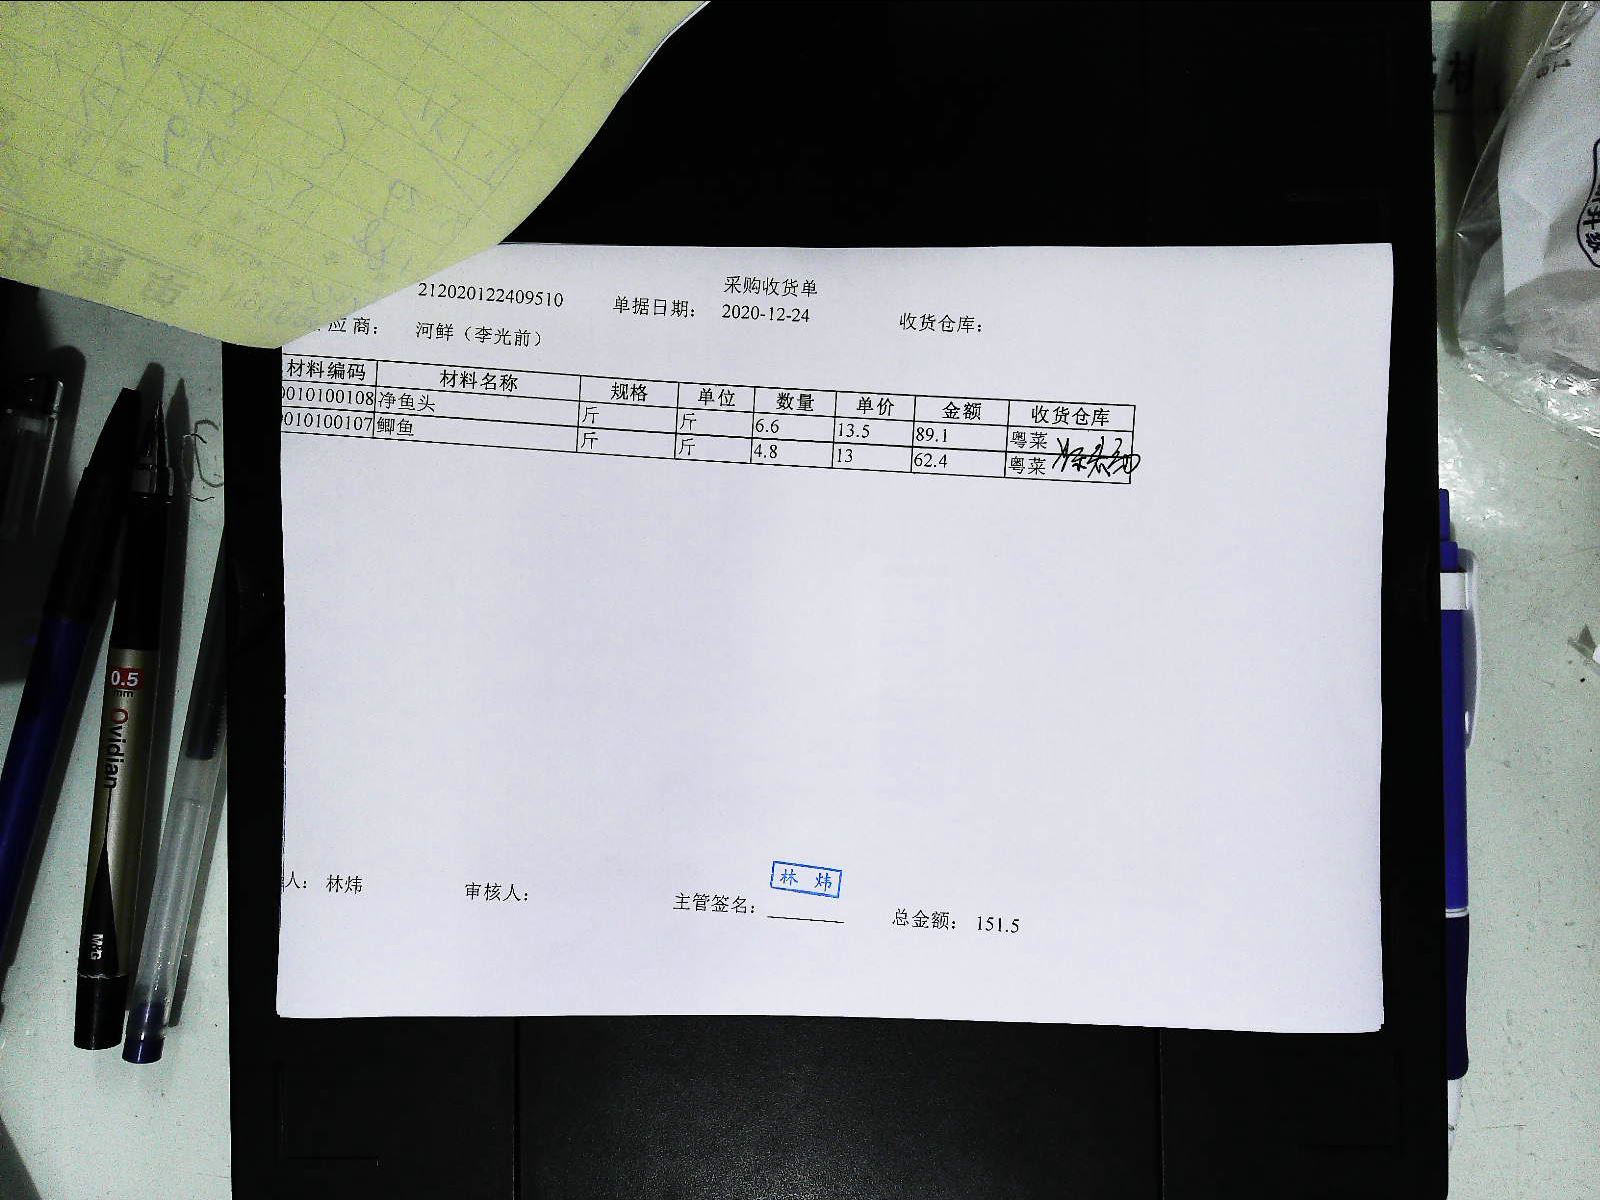 采购收货单
212020122409510 单据日期： 2020-12-24 收货仓库：
应商： 河鲜（李光前）
材料编码 材料名称 规格 单位 数量 单价 金额 收货仓库
0010100108 净鱼头 斤 斤 6.6 13.5 89.1 粤菜
0010100107 鲫鱼 斤 斤 4.8 13 62.4 粤菜
人： 林炜 审核人： 主管签名： 林炜 总金额： 151.5
0.5
mm
Ovidian
M&G